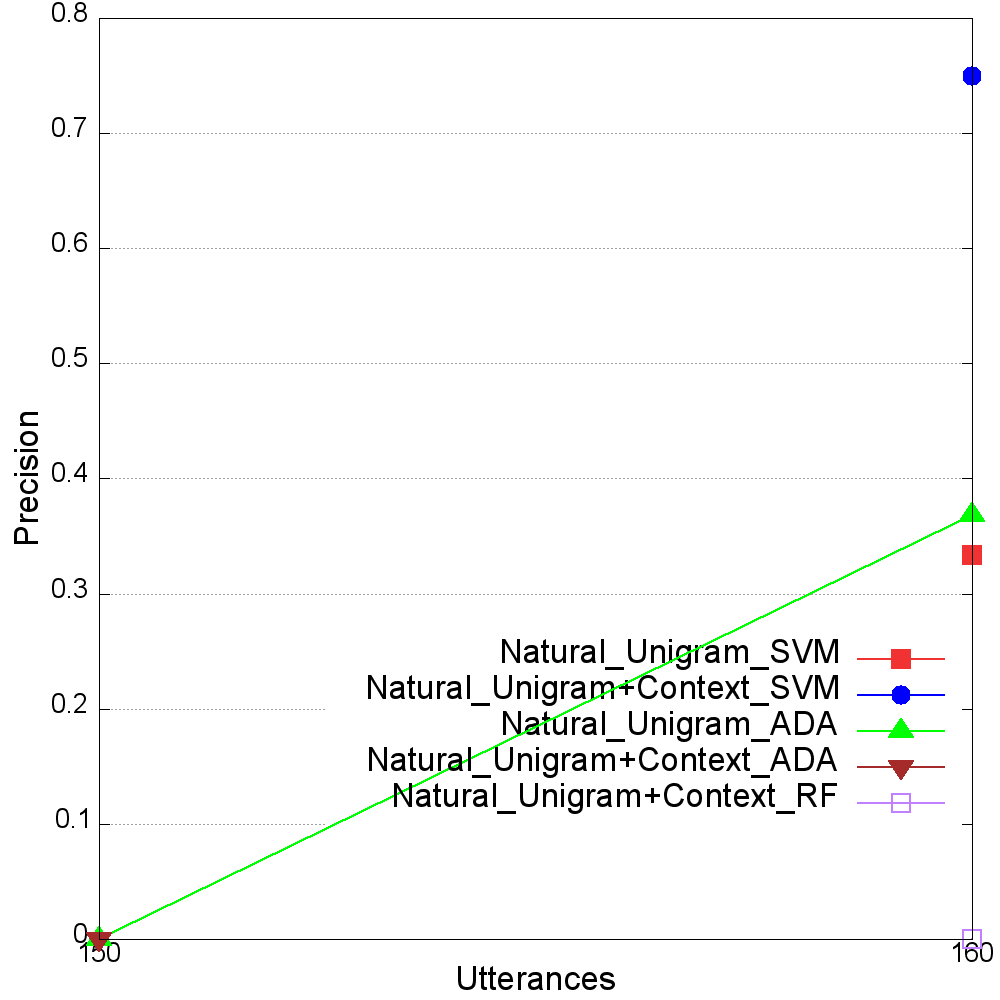 0.8
0.7
0.6
0.5
0.4
0.3
0.2
0.1
0
Precision
Natural_Unigram_SVM
Natural_Unigram+Context_SVM
Natural_Unigram_ADA
Natural_Unigram+Context_ADA
Natural_Unigram+Context_RF
150 160
Utterances